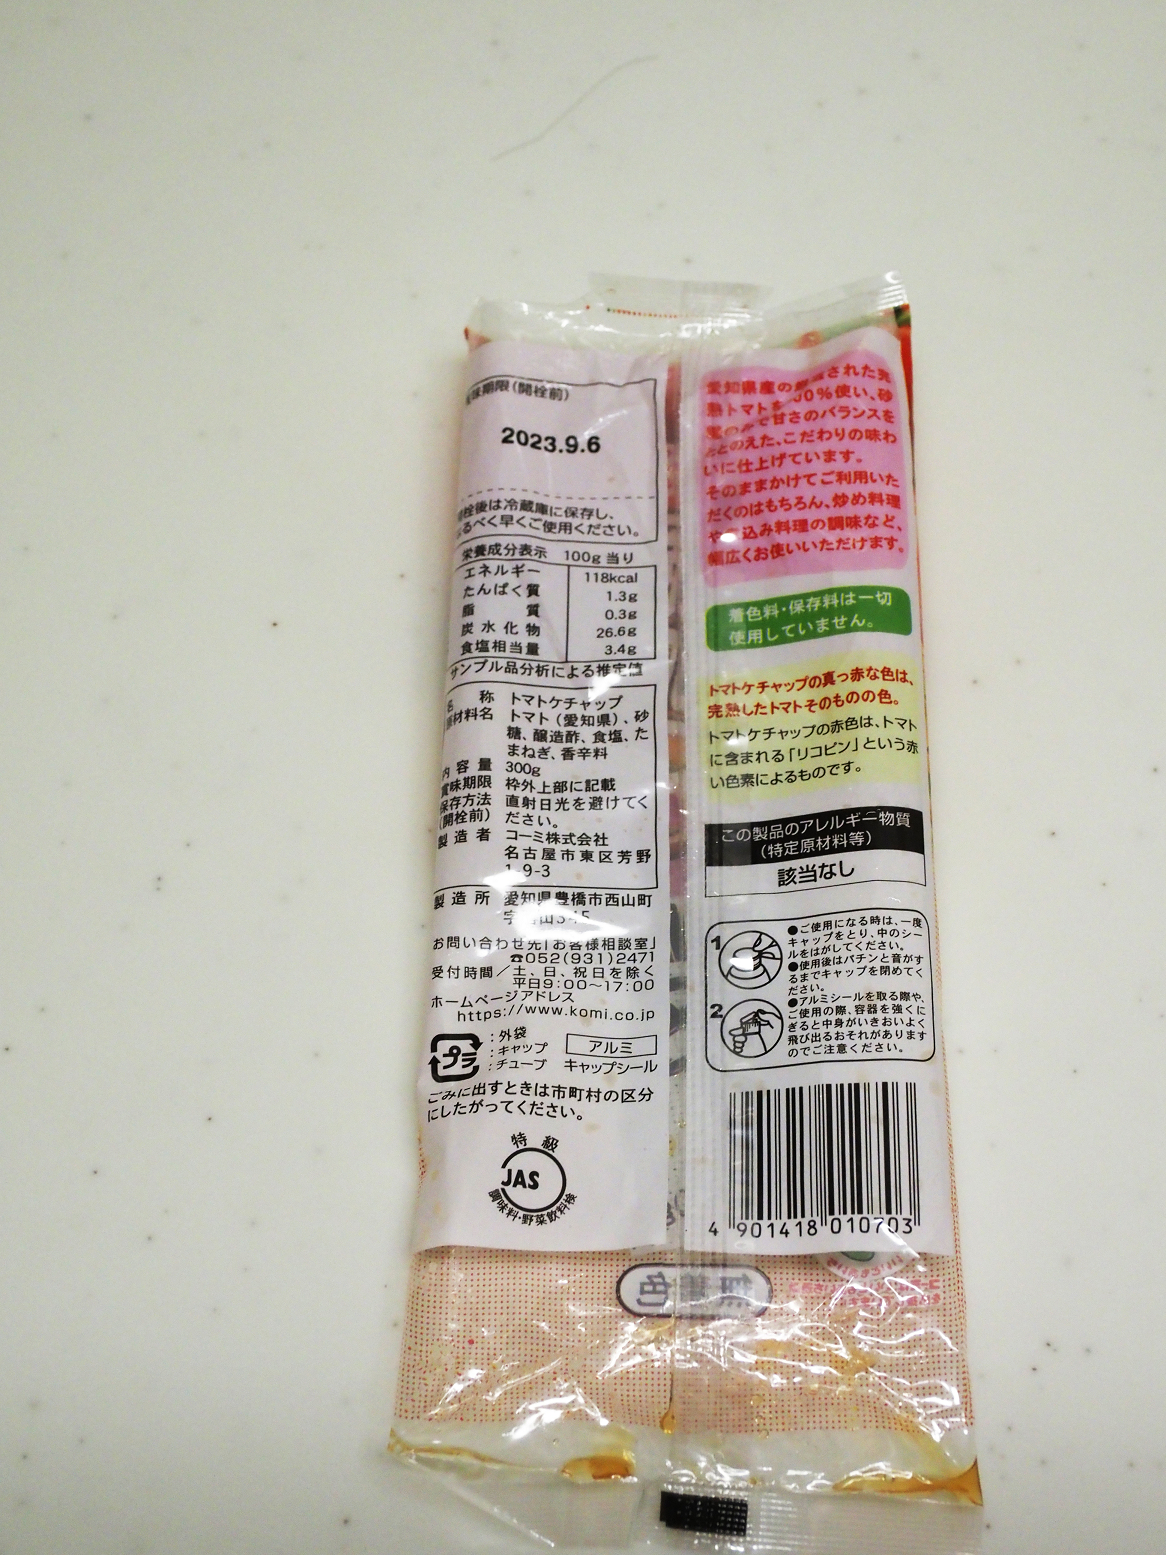 味期限(開栓前)
2023.9.6
栓後は冷蔵庫に保存し、
るべく早くご使用ください。
栄養成分表示 100g当り
エネルギー 118kcal
たんぱく質 1.3g
脂質 0.3g
炭水化物 26.6g
食塩相当量 3.4g
サンプル品分析による推定値
名称 トマトケチャップ
原材料名 トマト(愛知県)、砂
糖、醸造酢、食塩、た
まねぎ、香辛料
内容量 300g
賞味期限 枠外上部に記載
保存方法 直射日光を避けてく
(開栓前) ださい。
製造者 コーミ株式会社
名古屋市東区芳野
1-9-3
製造所 愛知県豊橋市西山町
字 山3-15
お問い合わせ先「お客様相談室」
☎052(931)2471
受付時間/土、日、祝日を除く
平日9:00〜17:00
ホームページアドレス
https://www.komi.co.jp
プラ
:外袋
:キャップ
:チューブ
アルミ
キャップシール
ごみに出すときは市町村の区分
にしたがってください。
特級
JAS
調味料・野菜飲料検
愛知県産の された完
熟トマトを 00%使い、砂
で甘さのバランスを
とのえた、こだわりの味わ
いに仕上げています。
そのままかけてご利用いた
だくのはもちろん、炒め料理
や 込み料理の調味など、
幅広くお使いいただけます。
着色料・保存料は一切
使用していません。
トマトケチャップの真っ赤な色は、
完熟したトマトそのものの色。
トマトケチャップの赤色は、トマト
に含まれる「リコピン」という赤
い色素によるものです。
この製品のアレルギー物質
(特定原材料等)
該当なし
1
●ご使用になる時は、一度
キャップをとり、中のシー
ルをはがしてください。
●使用後はパチンと音がす
るまでキャップを閉めてく
ださい。
2
●アルミシールを取る際や、
ご使用の際、容器を強くに
ぎると中身がいきおいよく
飛び出るおそれがあります
のでご注意ください。
4 901418 010703
無着色